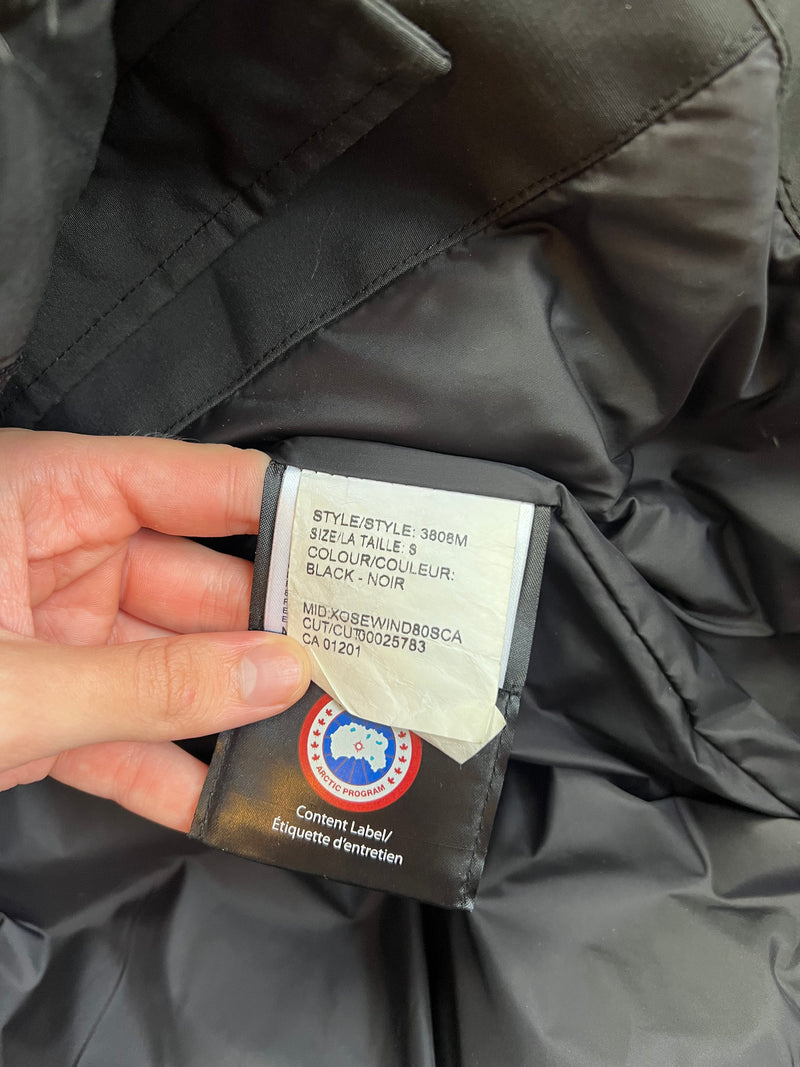 STYLE/STYLE: 3808M
SIZE/LA TAILLE: S
COLOUR/COULEUR:
BLACK - NOIR
MID:XOSEWIND80SCA
CUT/CUT00025783
CA 01201
ARCTIC PROGRAM
Content Label/
Étiquette d'entretien